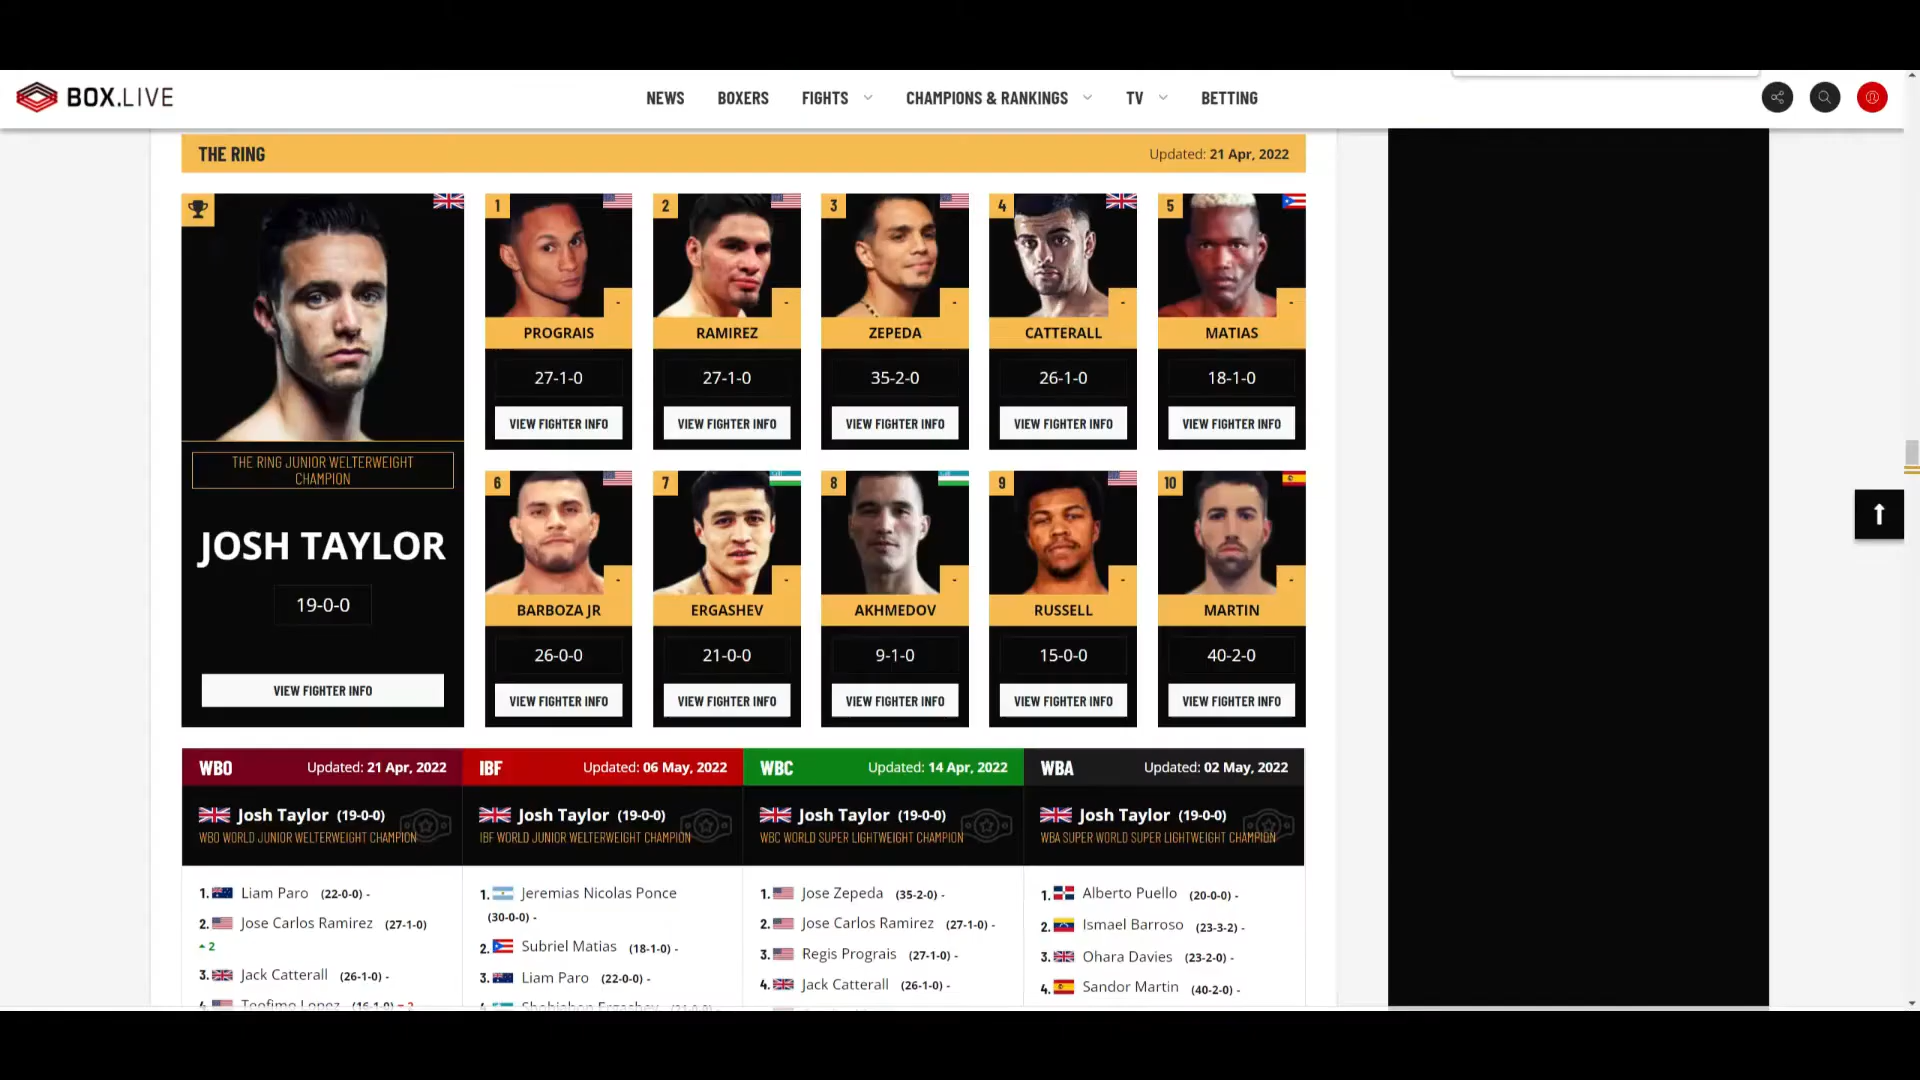 BOX.LIVE
NEWS BOXERS FIGHTS CHAMPIONS & RANKINGS TV BETTING
THE RING Updated: 21 Apr, 2022
1 2 3 4 5
- - - - -
PROGRAIS RAMIREZ ZEPEDA CATTERALL MATIAS
27-1-0 27-1-0 35-2-0 26-1-0 18-1-0
VIEW FIGHTER INFO VIEW FIGHTER INFO VIEW FIGHTER INFO VIEW FIGHTER INFO VIEW FIGHTER INFO
THE RING JUNIOR WELTERWEIGHT
CHAMPION
JOSH TAYLOR
19-0-0
VIEW FIGHTER INFO
6 7 8 9 10
- - - - -
BARBOZA JR ERGASHEV AKHMEDOV RUSSELL MARTIN
26-0-0 21-0-0 9-1-0 15-0-0 40-2-0
VIEW FIGHTER INFO VIEW FIGHTER INFO VIEW FIGHTER INFO VIEW FIGHTER INFO VIEW FIGHTER INFO
WBO Updated: 21 Apr, 2022
Josh Taylor (19-0-0)
WBO WORLD JUNIOR WELTERWEIGHT CHAMPION
1. Liam Paro (22-0-0) -
2. Jose Carlos Ramirez (27-1-0)
2
3. Jack Catterall (26-1-0) -
4. Teofimo Lopez (16-1-0) 2
IBF Updated: 06 May, 2022
Josh Taylor (19-0-0)
IBF WORLD JUNIOR WELTERWEIGHT CHAMPION
1. Jeremias Nicolas Ponce
(30-0-0) -
2. Subriel Matias (18-1-0) -
3. Liam Paro (22-0-0) -
4. Shohjahon Ergashev (21-0-0)
WBC Updated: 14 Apr, 2022
Josh Taylor (19-0-0)
WBC WORLD SUPER LIGHTWEIGHT CHAMPION
1. Jose Zepeda (35-2-0) -
2. Jose Carlos Ramirez (27-1-0) -
3. Regis Prograis (27-1-0) -
4. Jack Catterall (26-1-0) -
WBA Updated: 02 May, 2022
Josh Taylor (19-0-0)
WBA SUPER WORLD SUPER LIGHTWEIGHT CHAMPION
1. Alberto Puello (20-0-0) -
2. Ismael Barroso (23-3-2) -
3. Ohara Davies (23-2-0) -
4. Sandor Martin (40-2-0) -